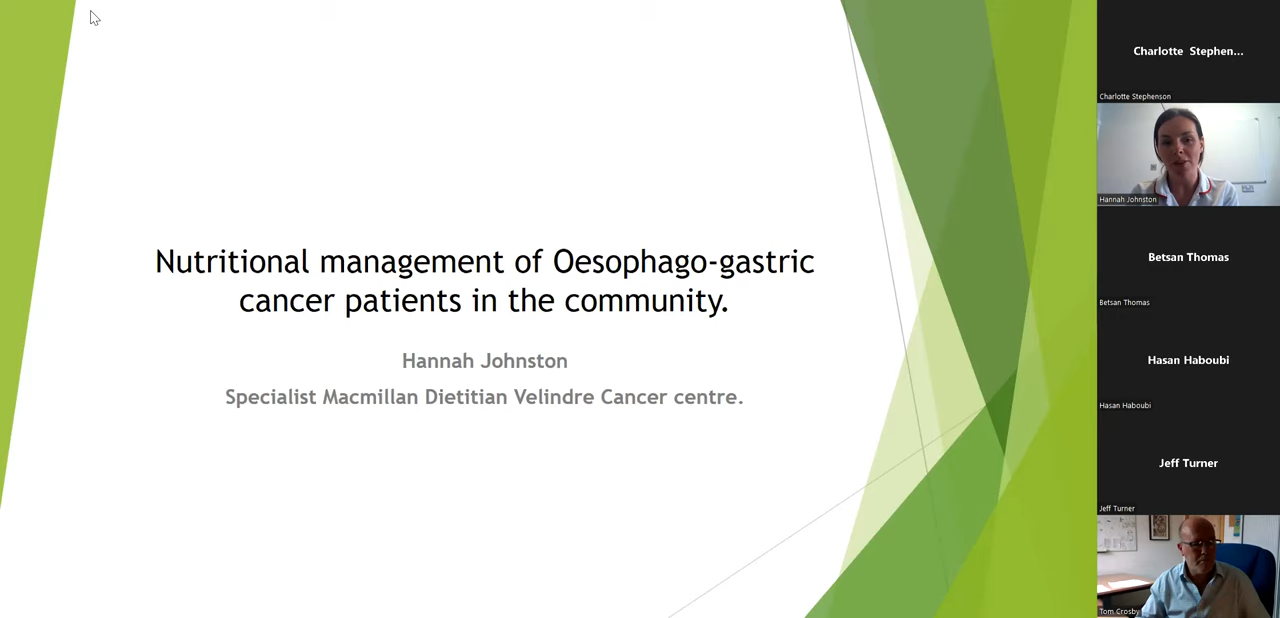 Nutritional management of Oesophago-gastric
cancer patients in the community.
Hannah Johnston
Specialist Macmillan Dietitian Velindre Cancer centre.
Charlotte Stephen...
Charlotte Stephenson
Hannah Johnston
Betsan Thomas
Betsan Thomas
Hasan Haboubi
Hasan Haboubi
Jeff Turner
Jeff Turner
Tom Crosby